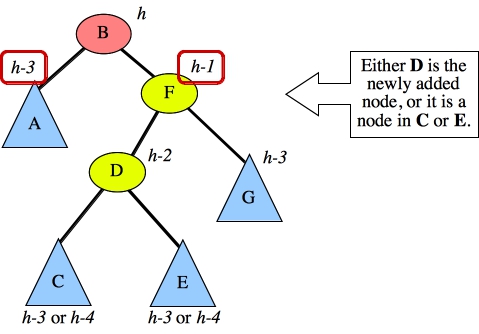 h
B
h-3
h-1
Either D is the
newly added
node, or it is a
node in C or E.
F
A
h-2
h-3
D
G
C
E
h-3 or h-4
h-3 or h-4